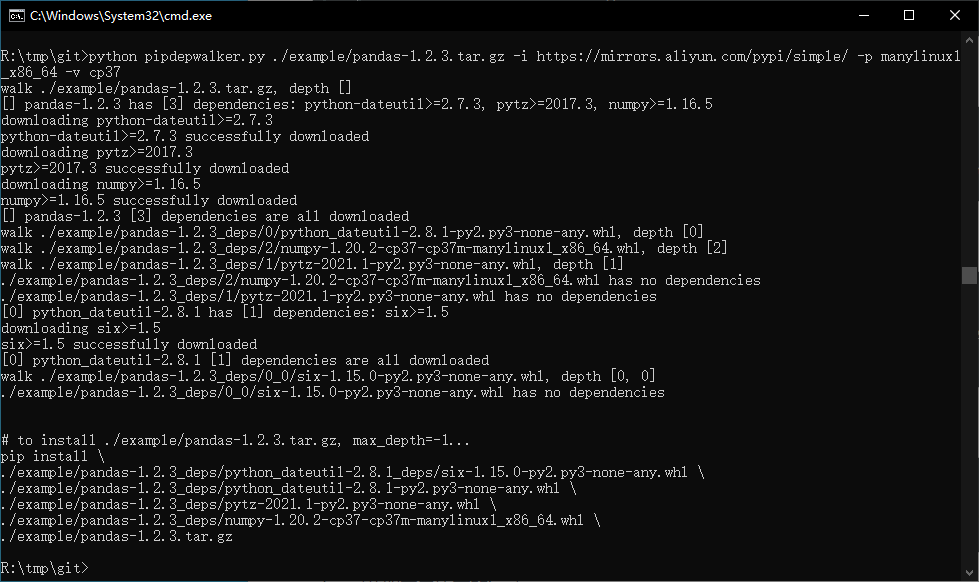 C:\Windows\System32\cmd.exe
R:\tmp\git>python pipdepwalker.py ./example/pandas-1.2.3.tar.gz -i https://mirrors.aliyun.com/pypi/simple/ -p manylinux1
_x86_64 -v cp37
walk ./example/pandas-1.2.3.tar.gz, depth []
[] pandas-1.2.3 has [3] dependencies: python-dateutil>=2.7.3, pytz>=2017.3, numpy>=1.16.5
downloading python-dateutil>=2.7.3
python-dateutil>=2.7.3 successfully downloaded
downloading pytz>=2017.3
pytz>=2017.3 successfully downloaded
downloading numpy>=1.16.5
numpy>=1.16.5 successfully downloaded
[] pandas-1.2.3 [3] dependencies are all downloaded
walk ./example/pandas-1.2.3_deps/0/python_dateutil-2.8.1-py2.py3-none-any.whl, depth [0]
walk ./example/pandas-1.2.3_deps/2/numpy-1.20.2-cp37-cp37m-manylinux1_x86_64.whl, depth [2]
walk ./example/pandas-1.2.3_deps/1/pytz-2021.1-py2.py3-none-any.whl, depth [1]
./example/pandas-1.2.3_deps/2/numpy-1.20.2-cp37-cp37m-manylinux1_x86_64.whl has no dependencies
./example/pandas-1.2.3_deps/1/pytz-2021.1-py2.py3-none-any.whl has no dependencies
[0] python_dateutil-2.8.1 has [1] dependencies: six>=1.5
downloading six>=1.5
six>=1.5 successfully downloaded
[0] python_dateutil-2.8.1 [1] dependencies are all downloaded
walk ./example/pandas-1.2.3_deps/0_0/six-1.15.0-py2.py3-none-any.whl, depth [0, 0]
./example/pandas-1.2.3_deps/0_0/six-1.15.0-py2.py3-none-any.whl has no dependencies
# to install ./example/pandas-1.2.3.tar.gz, max_depth=-1...
pip install \
./example/pandas-1.2.3_deps/python_dateutil-2.8.1_deps/six-1.15.0-py2.py3-none-any.whl \
./example/pandas-1.2.3_deps/python_dateutil-2.8.1-py2.py3-none-any.whl \
./example/pandas-1.2.3_deps/pytz-2021.1-py2.py3-none-any.whl \
./example/pandas-1.2.3_deps/numpy-1.20.2-cp37-cp37m-manylinux1_x86_64.whl \
./example/pandas-1.2.3.tar.gz
R:\tmp\git>